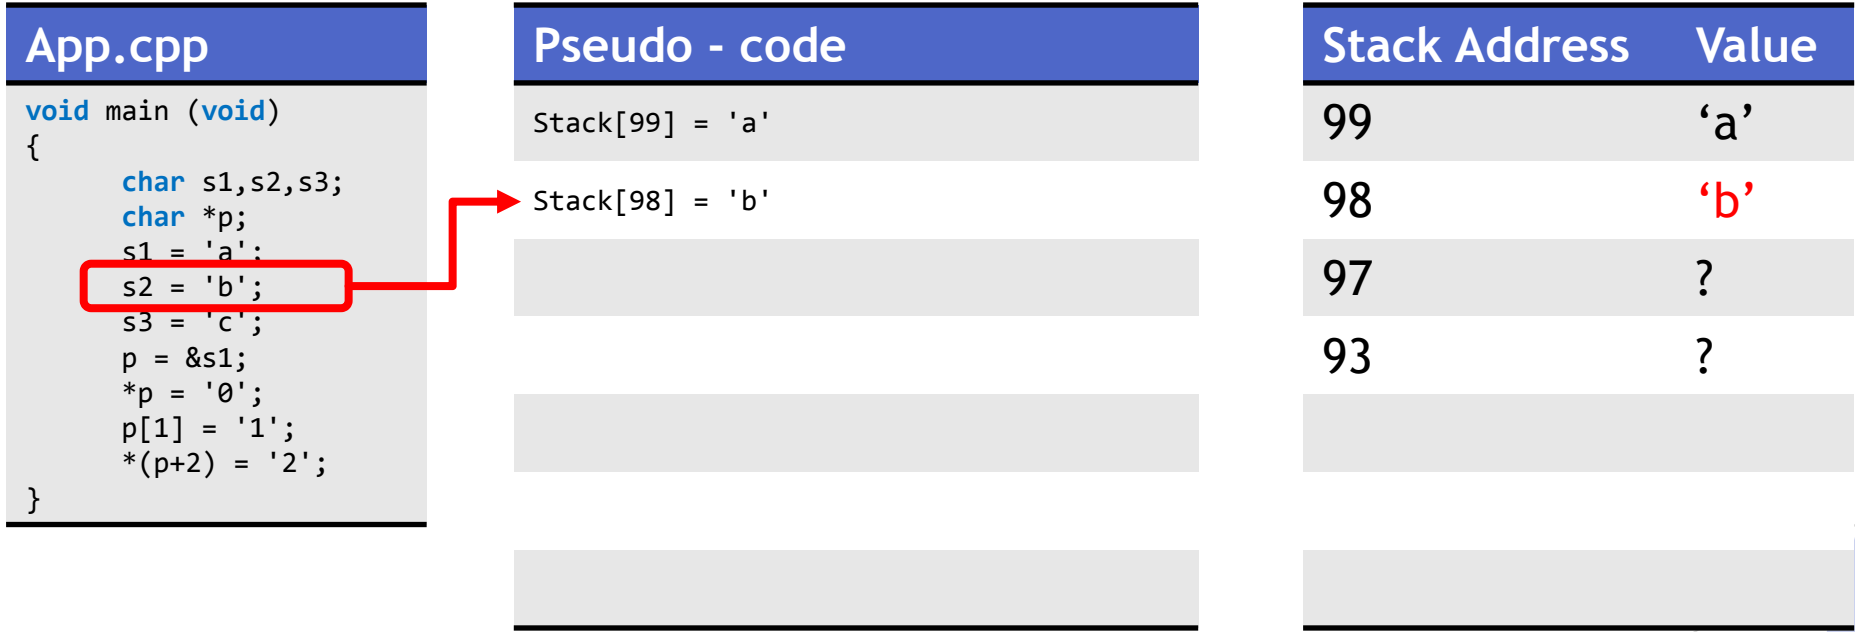 App.cpp
void main (void)
{
char s1,s2,s3;
char *p;
s1 = 'a';
s2 = 'b';
s3 = 'c';
p = &s1;
*p = '0';
p[1] = '1';
*(p+2) = '2';
}
Pseudo - code
Stack[99] = 'a'
Stack[98] = 'b'
Stack Address Value
99 ‘a’
98 ‘b’
97 ?
93 ?